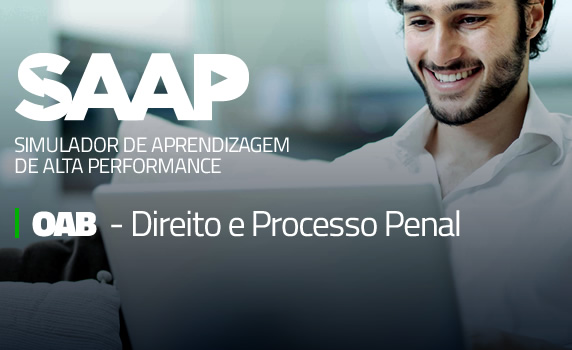 SAAP
SIMULADOR DE APRENDIZAGEM
DE ALTA PERFORMANCE
OAB - Direito e Processo Penal